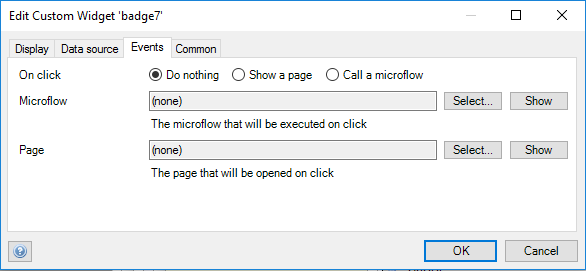 Edit Custom Widget 'badge7'
Display Data source Events Common
On click Do nothing Show a page Call a microflow
Microflow (none) Select... Show
The microflow that will be executed on click
Page (none) Select... Show
The page that will be opened on click
? OK Cancel